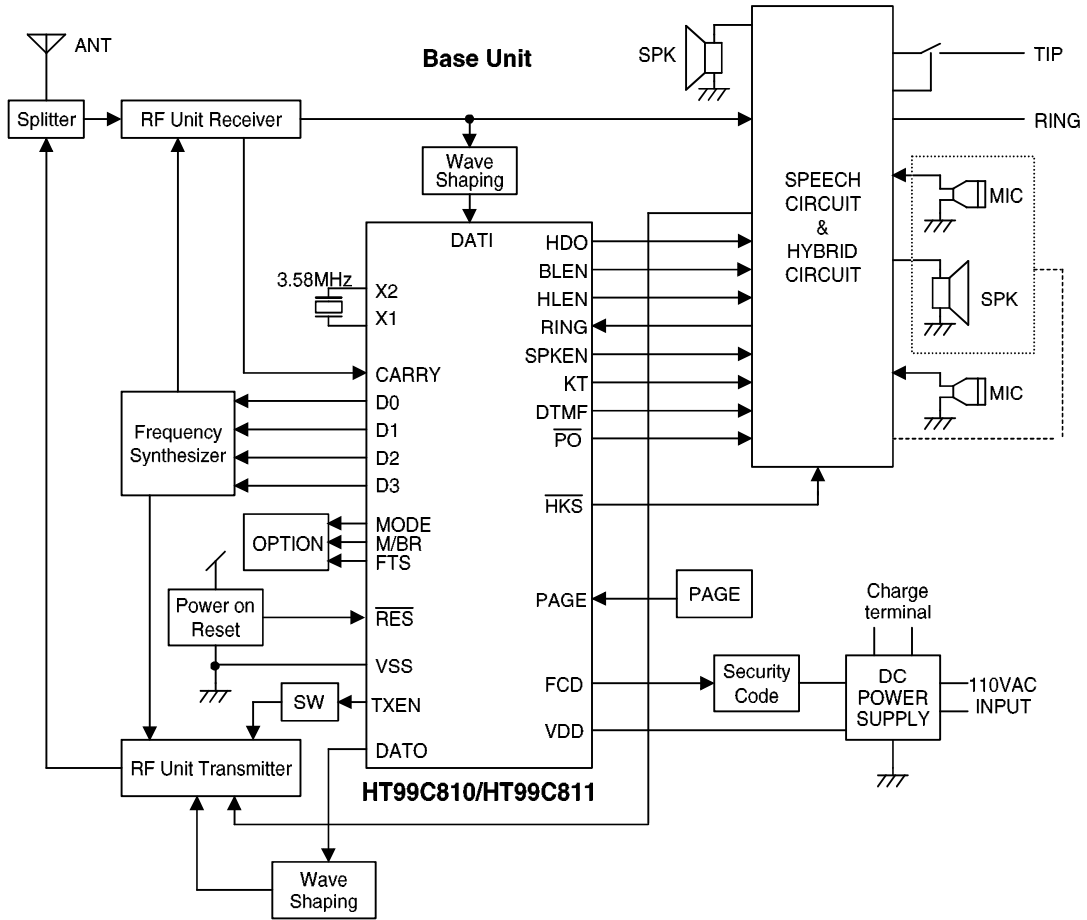 ANT
Base Unit
SPK
TIP
Splitter
RF Unit Receiver
RING
Wave
Shaping
SPEECH
CIRCUIT
&
HYBRID
CIRCUIT
MIC
DATI
HDO
BLEN
HLEN
RING
SPKEN
KT
DTMF
PO
HKS
SPK
MIC
3.58MHz
X2
X1
CARRY
D0
D1
D2
D3
Frequency
Synthesizer
OPTION
MODE
M/BR
FTS
Power on
Reset
RES
VSS
PAGE
PAGE
Charge
terminal
FCD
Security
Code
DC
POWER
SUPPLY
110VAC
INPUT
SW
TXEN
VDD
DATO
RF Unit Transmitter
HT99C810/HT99C811
Wave
Shaping